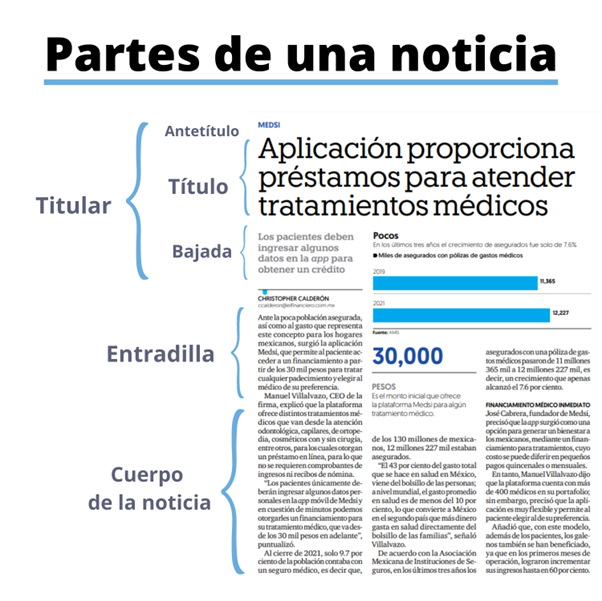 Partes de una noticia
Antetítulo
Título
Titular
Bajada
Entradilla
Cuerpo
de la noticia
MEDSI
Aplicación proporciona
préstamos para atender
tratamientos médicos
Los pacientes deben
ingresar algunos
datos en la app para
obtener un crédito
CHRISTOPHER CALDERÓN
ccalderon@elfinanciero.com.mx
Ante la poca población asegurada,
así como al gasto que representa
este concepto para los hogares
mexicanos, surgió la aplicación
Medsi, que permite al paciente ac-
ceder a un financiamiento a par-
tir de los 30 mil pesos para tratar
cualquier padecimiento y elegir al
médico de su preferencia.
Manuel Villalvazo, CEO de la
firma, explicó que la plataforma
ofrece distintos tratamientos mé-
dicos que van desde la atención
odontológica, capilares, de ortope-
dia, cosméticos con y sin cirugía,
entre otros, para los cuales otorgan
un préstamo en línea, para lo que
no se requieren comprobantes de
ingresos ni recibos de nómina.
“Los pacientes únicamente de-
berán ingresar algunos datos per-
sonales en la app móvil de Medsi y
en cuestión de minutos podemos
otorgarles un financiamiento para
su tratamiento médico, que va des-
de los 30 mil pesos en adelante”,
puntualizó.
Al cierre de 2021, solo 9.7 por
ciento de la población contaba con
un seguro médico, es decir que,
Pocos
En los últimos tres años el crecimiento de asegurados fue solo de 7.6%
Miles de asegurados con pólizas de gastos médicos
2019
11,365
2021
12,227
Fuente: AMIS
30,000
PESOS
Es el monto inicial que ofrece
la plataforma Medsi para algún
tratamiento médico.
de los 130 millones de mexica-
nos, 12 millones 227 mil estaban
asegurados.
“El 43 por ciento del gasto total
que se hace en salud en México,
viene del bolsillo de las personas;
a nivel mundial, el gasto promedio
en salud es de menos del 10 por
ciento, lo que convierte a México
en el segundo país que más dinero
gasta en salud directamente del
bolsillo de las familias”, señaló
Villalvazo.
De acuerdo con la Asociación
Mexicana de Instituciones de Segu-
ros, en los últimos tres años los
asegurados con una póliza de gas-
tos médicos pasaron de 11 millones
365 mil a 12 millones 227 mil, es
decir, un crecimiento que apenas
alcanzó el 7.6 por ciento.
FINANCIAMIENTO MÉDICO INMEDIATO
José Cabrera, fundador de Medsi,
precisó que la app surgió como una
opción para generar un bienestar a
los mexicanos, mediante un finan-
ciamiento para tratamientos, cuyo
costo se puede diferir en pequeños
pagos quincenales o mensuales.
En tanto, Manuel Villalvazo dijo
que la plataforma cuenta con más
de 400 médicos en su portafolio;
sin embargo, precisó que la apli-
cación es muy flexible y permite al
paciente elegir al de su preferencia.
Añadió que, con este modelo,
además de los pacientes, los gale-
nos también se han beneficiado,
ya que en los primeros meses de
operación, lograron incrementar
sus ingresos hasta en 60 por ciento.